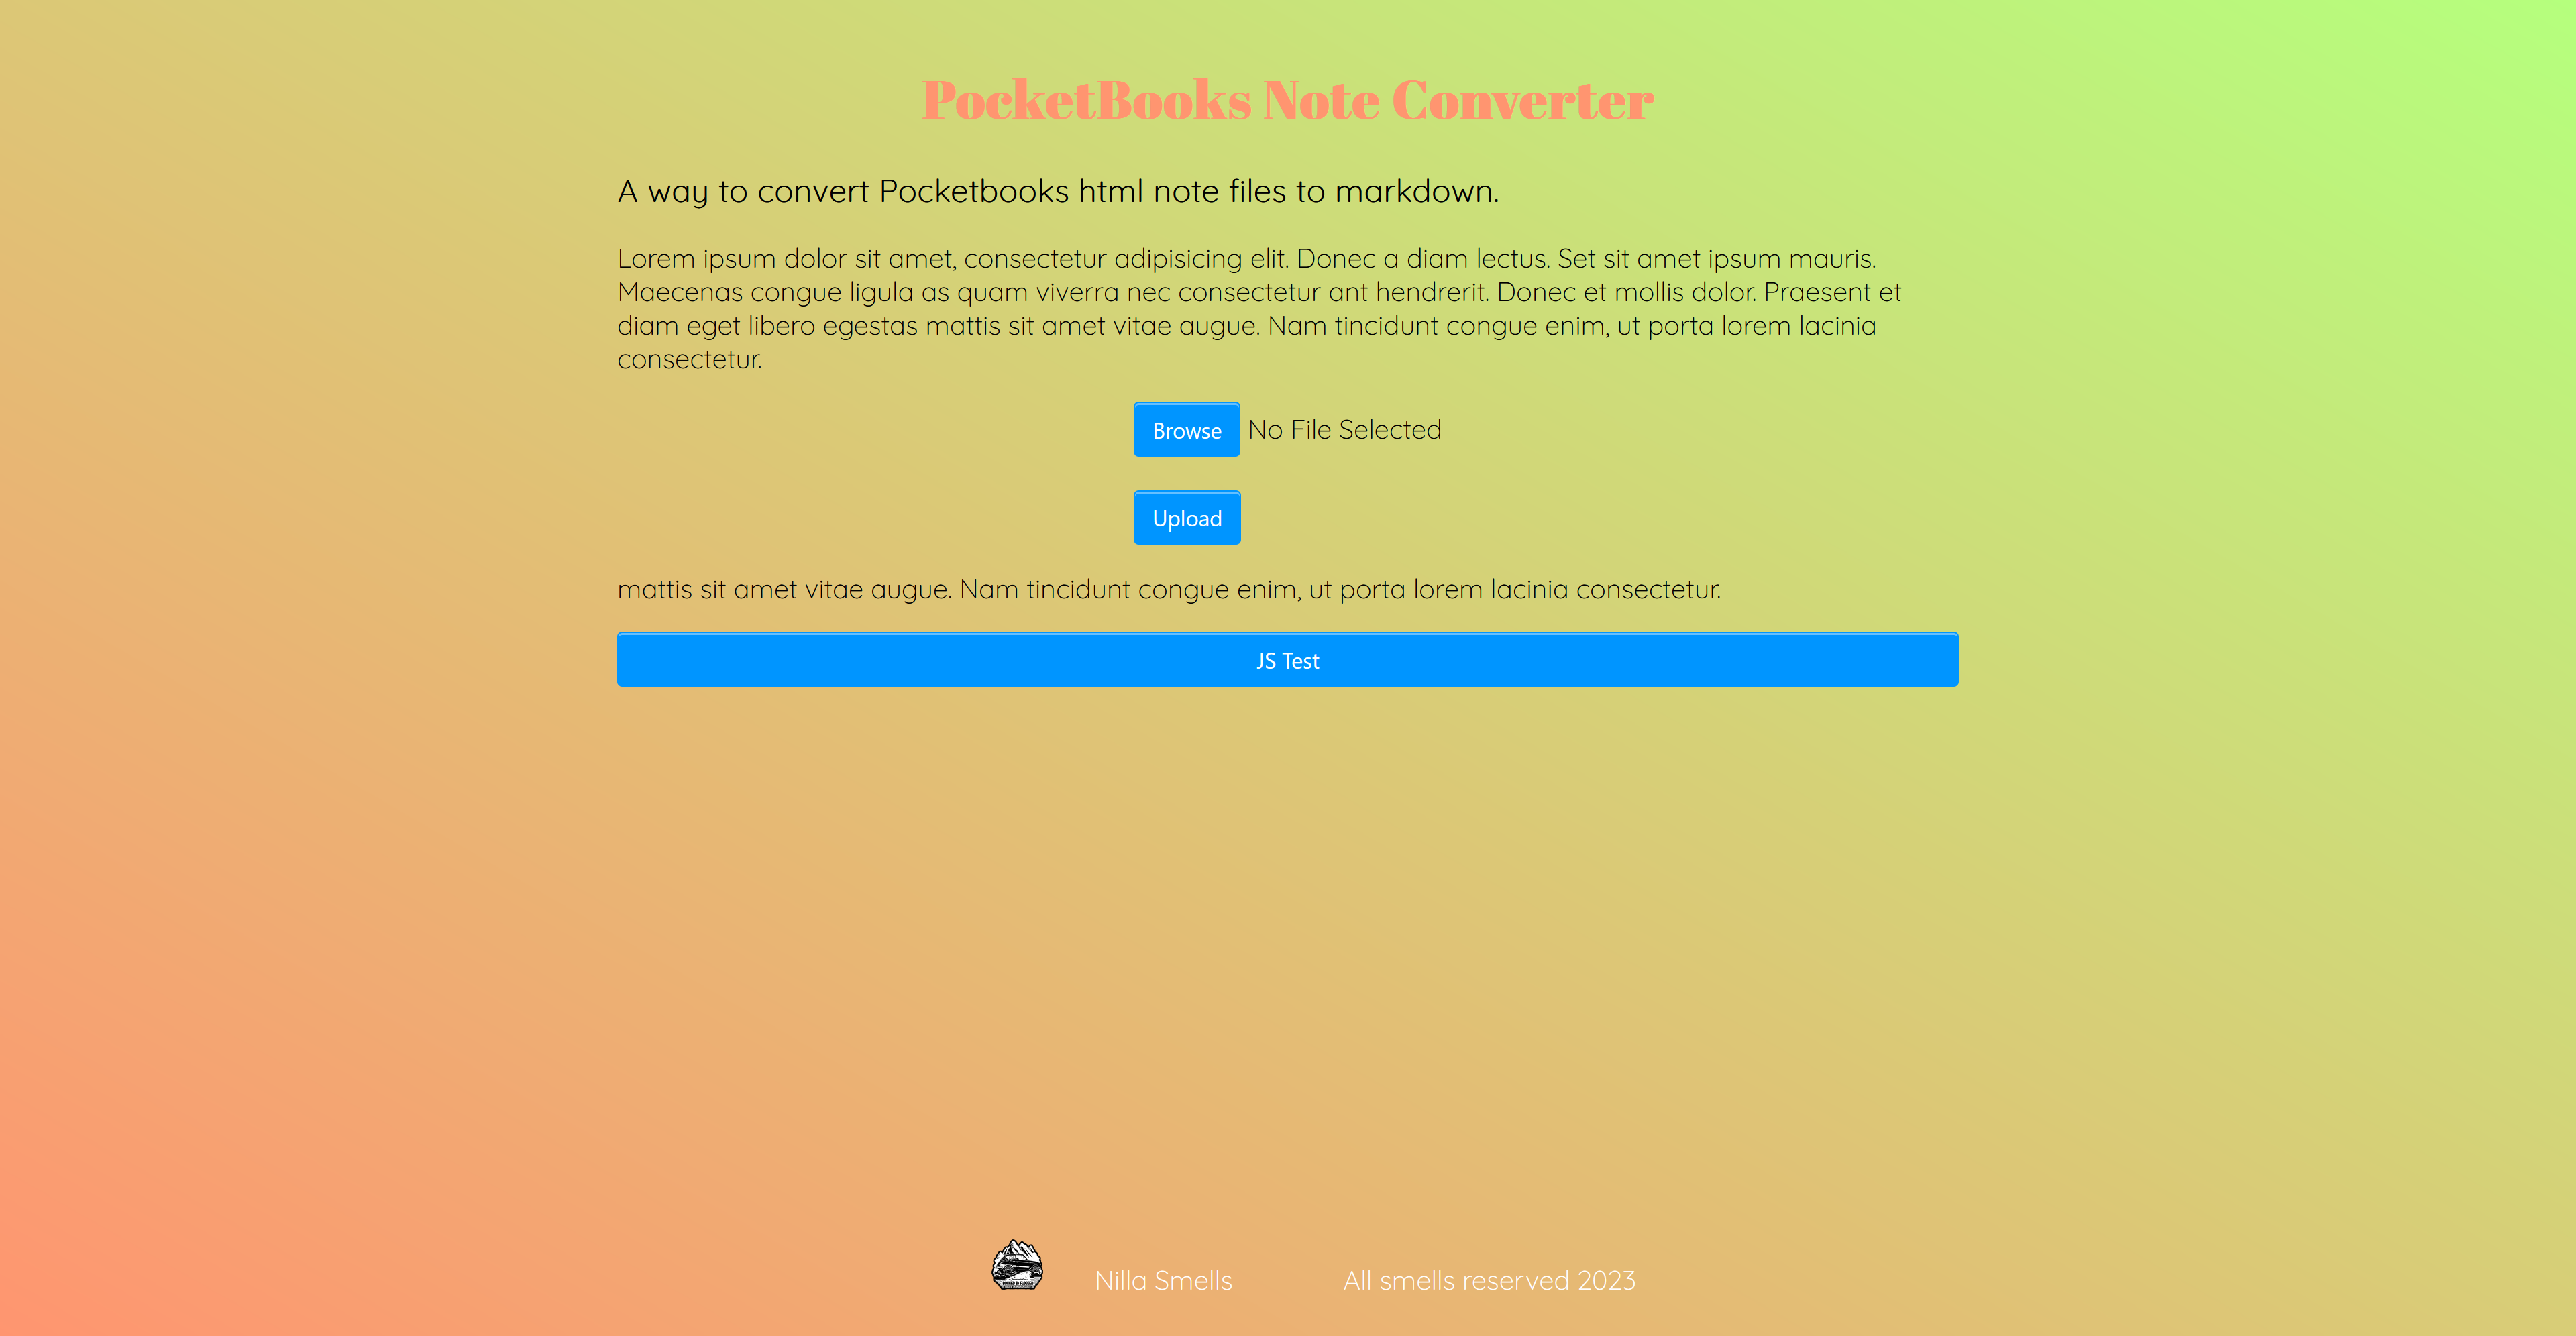 PocketBooks Note Converter
A way to convert Pocketbooks html note files to markdown.
Lorem ipsum dolor sit amet, consectetur adipisicing elit. Donec a diam lectus. Set sit amet ipsum mauris.
Maecenas congue ligula as quam viverra nec consectetur ant hendrerit. Donec et mollis dolor. Praesent et
diam eget libero egestas mattis sit amet vitae augue. Nam tincidunt congue enim, ut porta lorem lacinia
consectetur.
Browse No File Selected
Upload
mattis sit amet vitae augue. Nam tincidunt congue enim, ut porta lorem lacinia consectetur.
JS Test
Nilla Smells All smells reserved 2023